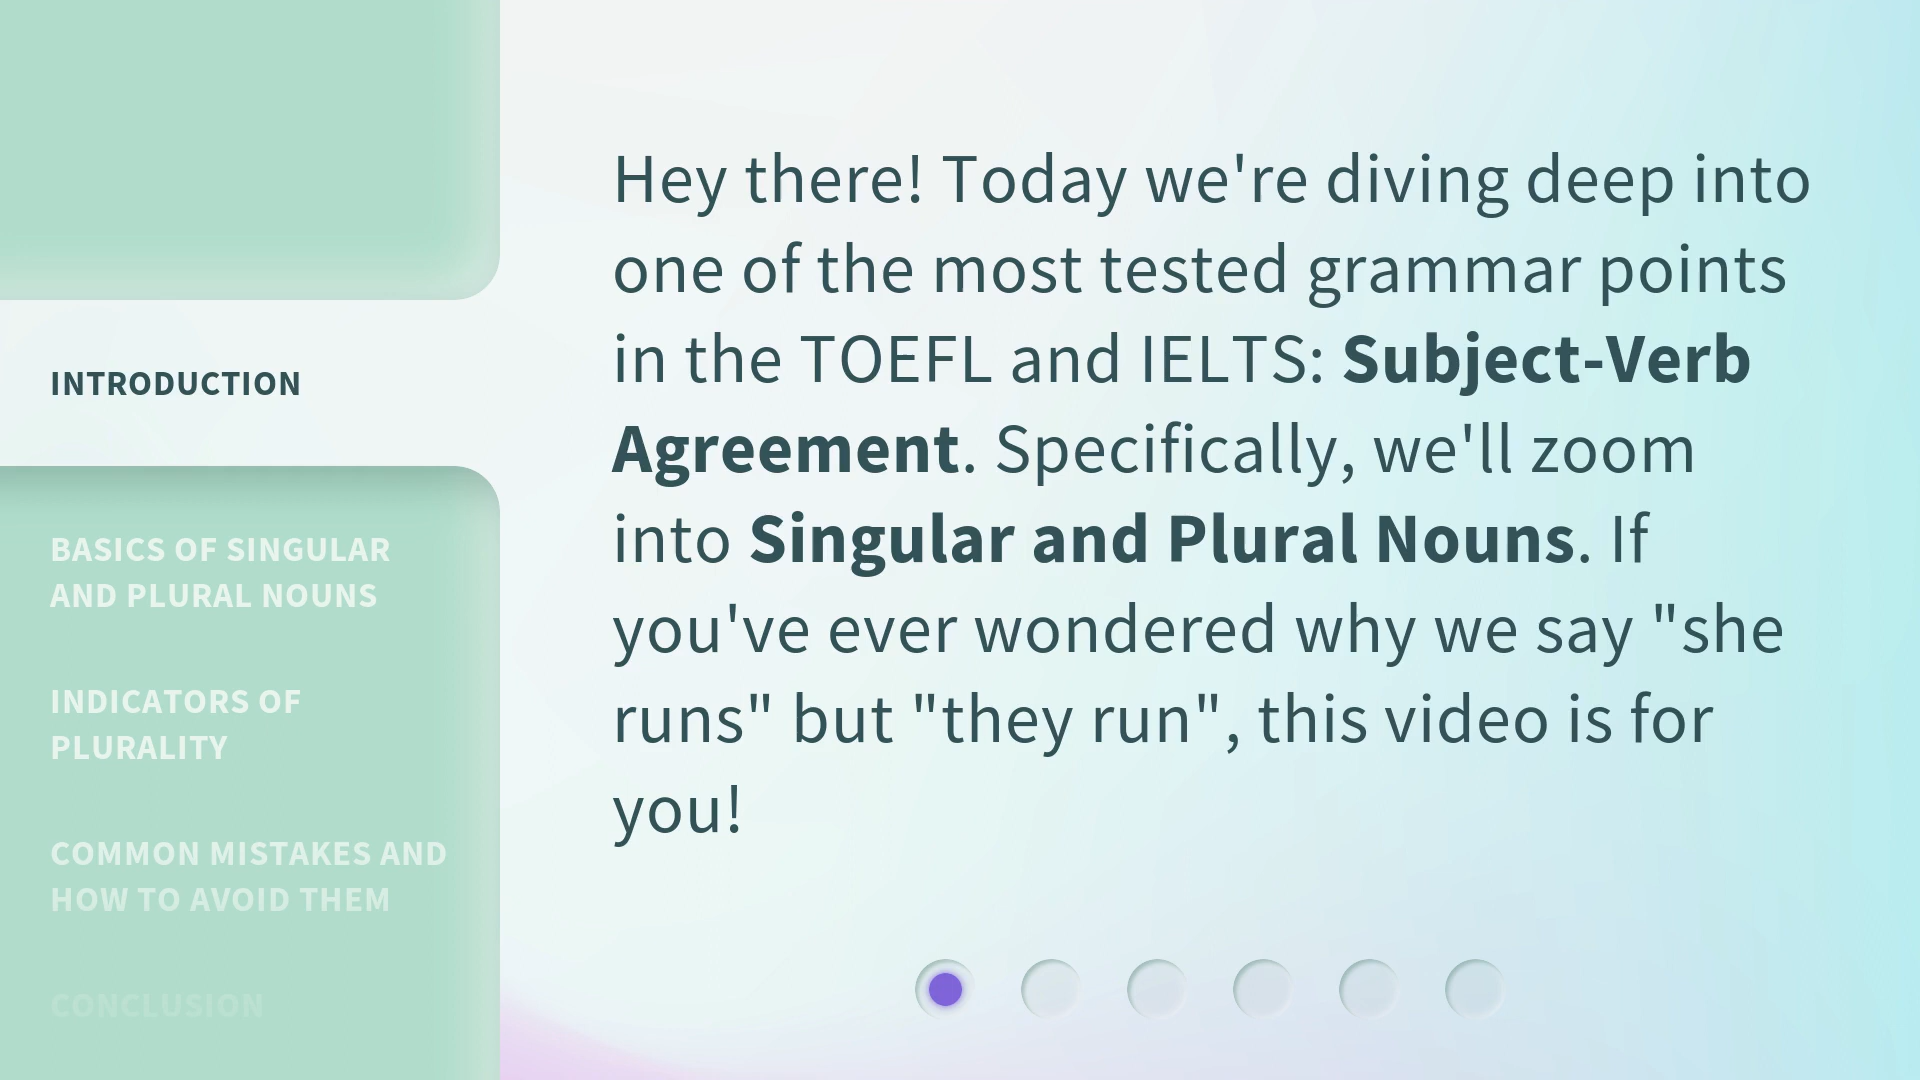 INTRODUCTION
BASICS OF SINGULAR
AND PLURAL NOUNS
INDICATORS OF
PLURALITY
COMMON MISTAKES AND
HOW TO AVOID THEM
CONCLUSION
Hey there! Today we're diving deep into
one of the most tested grammar points
in the TOEFL and IELTS: Subject-Verb
Agreement. Specifically, we'll zoom
into Singular and Plural Nouns. If
you've ever wondered why we say "she
runs" but "they run", this video is for
you!